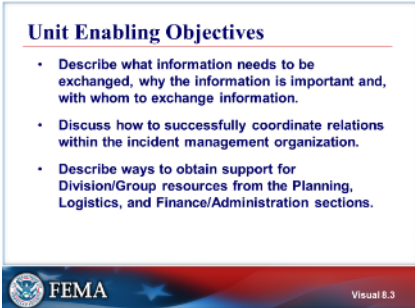 Unit Enabling Objectives
• Describe what information needs to be
exchanged, why the information is important and,
with whom to exchange information.
• Discuss how to successfully coordinate relations
within the incident management organization.
• Describe ways to obtain support for
Division/Group resources from the Planning,
Logistics, and Finance/Administration sections.
FEMA
Visual 8.3